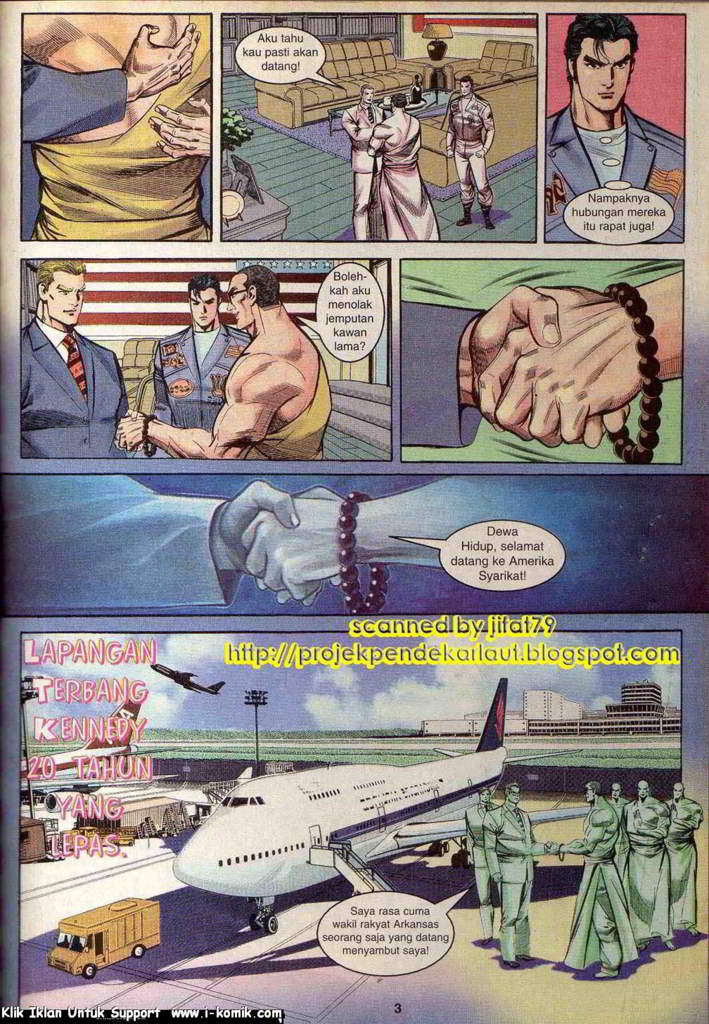 Aku tahu
kau pasti akan
datang!
Nampaknya
hubungan mereka
itu rapat juga!
Boleh-
kah aku
menolak
jemputan
kawan
lama?
Dewa
Hidup, selamat
datang ke Amerika
Syarikat!
scanned by jifat79
http://projekpendekarlaut.blogspot.com
LAPANGAN
TERBANG
KENNEDY
20 TAHUN
YANG
LEPAS.
Saya rasa cuma
wakil rakyat Arkansas
seorang saja yang datang
menyambut saya!
3
Klik Iklan Untuk Support www.i-komik.com